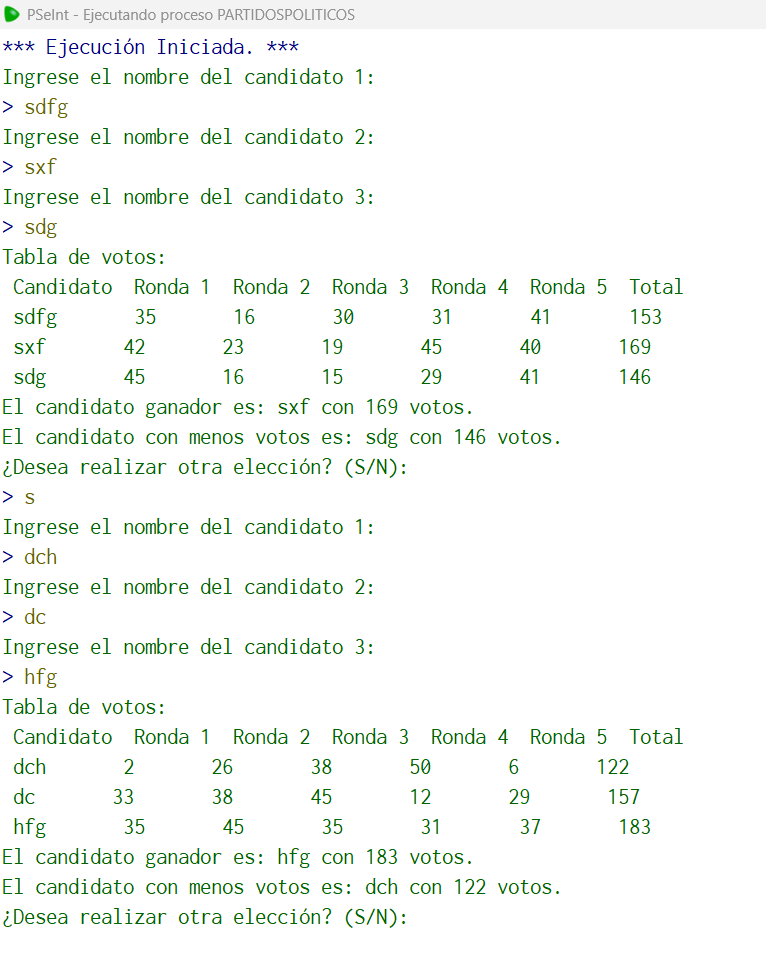 PSeInt - Ejecutando proceso PARTIDOSPOLITICOS
*** Ejecución Iniciada. ***
Ingrese el nombre del candidato 1:
> sdfg
Ingrese el nombre del candidato 2:
> sxf
Ingrese el nombre del candidato 3:
> sdg
Tabla de votos:
Candidato Ronda 1 Ronda 2 Ronda 3 Ronda 4 Ronda 5 Total
sdfg 35 16 30 31 41 153
sxf 42 23 19 45 40 169
sdg 45 16 15 29 41 146
El candidato ganador es: sxf con 169 votos.
El candidato con menos votos es: sdg con 146 votos.
¿Desea realizar otra elección? (S/N):
> s
Ingrese el nombre del candidato 1:
> dch
Ingrese el nombre del candidato 2:
> dc
Ingrese el nombre del candidato 3:
> hfg
Tabla de votos:
Candidato Ronda 1 Ronda 2 Ronda 3 Ronda 4 Ronda 5 Total
dch 2 26 38 50 6 122
dc 33 38 45 12 29 157
hfg 35 45 35 31 37 183
El candidato ganador es: hfg con 183 votos.
El candidato con menos votos es: dch con 122 votos.
¿Desea realizar otra elección? (S/N):